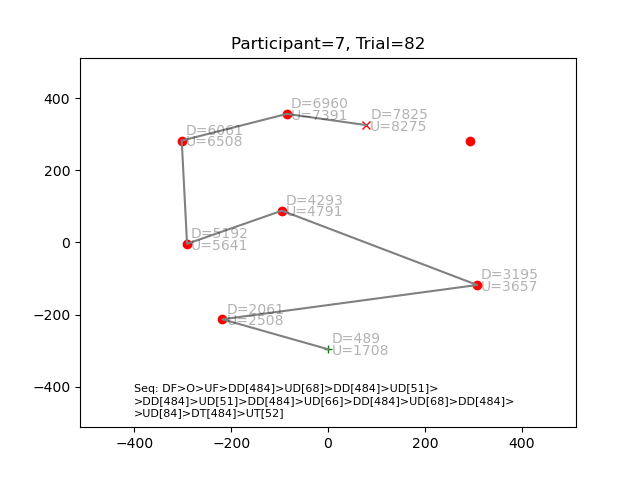 Participant=7, Trial=82
D=6960
U=7391
D=7825
U=8275
D=6061
U=6508
D=4293
U=4791
D=5192
U=5641
D=3195
U=3657
D=2061
U=2508
D=489
U=1708
400
200
0
−200
−400
Seq: DF>O>UF>DD[484]>UD[68]>DD[484]>UD[51]>
>DD[484]>UD[51]>DD[484]>UD[66]>DD[484]>UD[68]>DD[484]>
>UD[84]>DT[484]>UT[52]
−400 −200 0 200 400